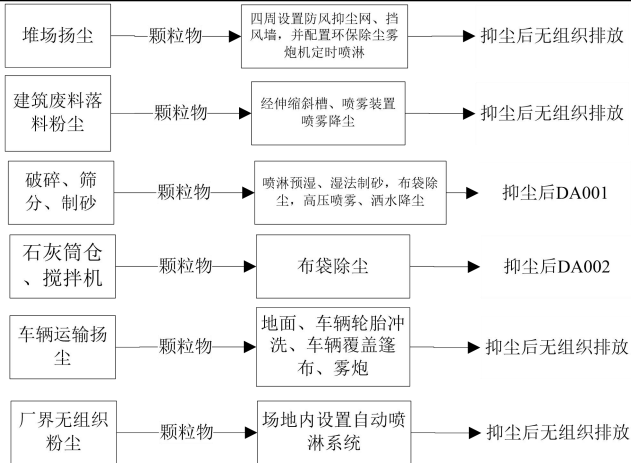 堆场扬尘
颗粒物
四周设置防风抑尘网、挡
风墙，并配置环保除尘雾
炮机定时喷淋
抑尘后无组织排放
建筑废料落
料粉尘
颗粒物
经伸缩斜槽、喷雾装置
喷雾降尘
抑尘后无组织排放
破碎、筛
分、制砂
颗粒物
喷淋预湿、湿法制砂，布袋除
尘，高压喷雾、洒水降尘
抑尘后DA001
石灰筒仓
、搅拌机
颗粒物
布袋除尘
抑尘后DA002
车辆运输扬
尘
颗粒物
地面、车辆轮胎冲
洗、车辆覆盖篷
布、雾炮
抑尘后无组织排放
厂界无组织
粉尘
颗粒物
场地内设置自动喷
淋系统
抑尘后无组织排放